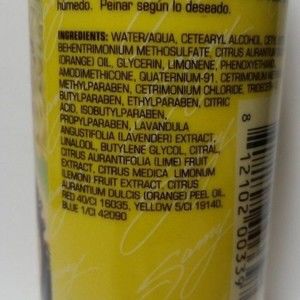 húmedo. Peinar según lo deseado.
INGREDIENTS: WATER/AQUA, CETEARYL ALCOHOL,
BEHENTRIMONIUM METHOSULFATE, CITRUS AURANTIUM
(ORANGE) OIL, GLYCERIN, LIMONENE,
AMODIMETHICONE, QUATERNIUM-91, CETRIMONIUM
METHYLPARABEN, CETRIMONIUM CHLORIDE,
BUTYLPARABEN, ETHYLPARABEN, CITRIC
ACID, ISOBUTYLPARABEN,
PROPYLPARABEN, LAVANDULA
ANGUSTIFOLIA (LAVENDER) EXTRACT,
LINALOOL, BUTYLENE GLYCOL, CITRAL,
CITRUS AURANTIFOLIA (LIME) FRUIT
EXTRACT, CITRUS MEDICA LIMONUM
(LEMON) FRUIT EXTRACT, CITRUS
AURANTIUM DULCIS (ORANGE) PEEL OIL,
RED 40/CI 16035, YELLOW 5/CI 19140,
BLUE 1/CI 42090